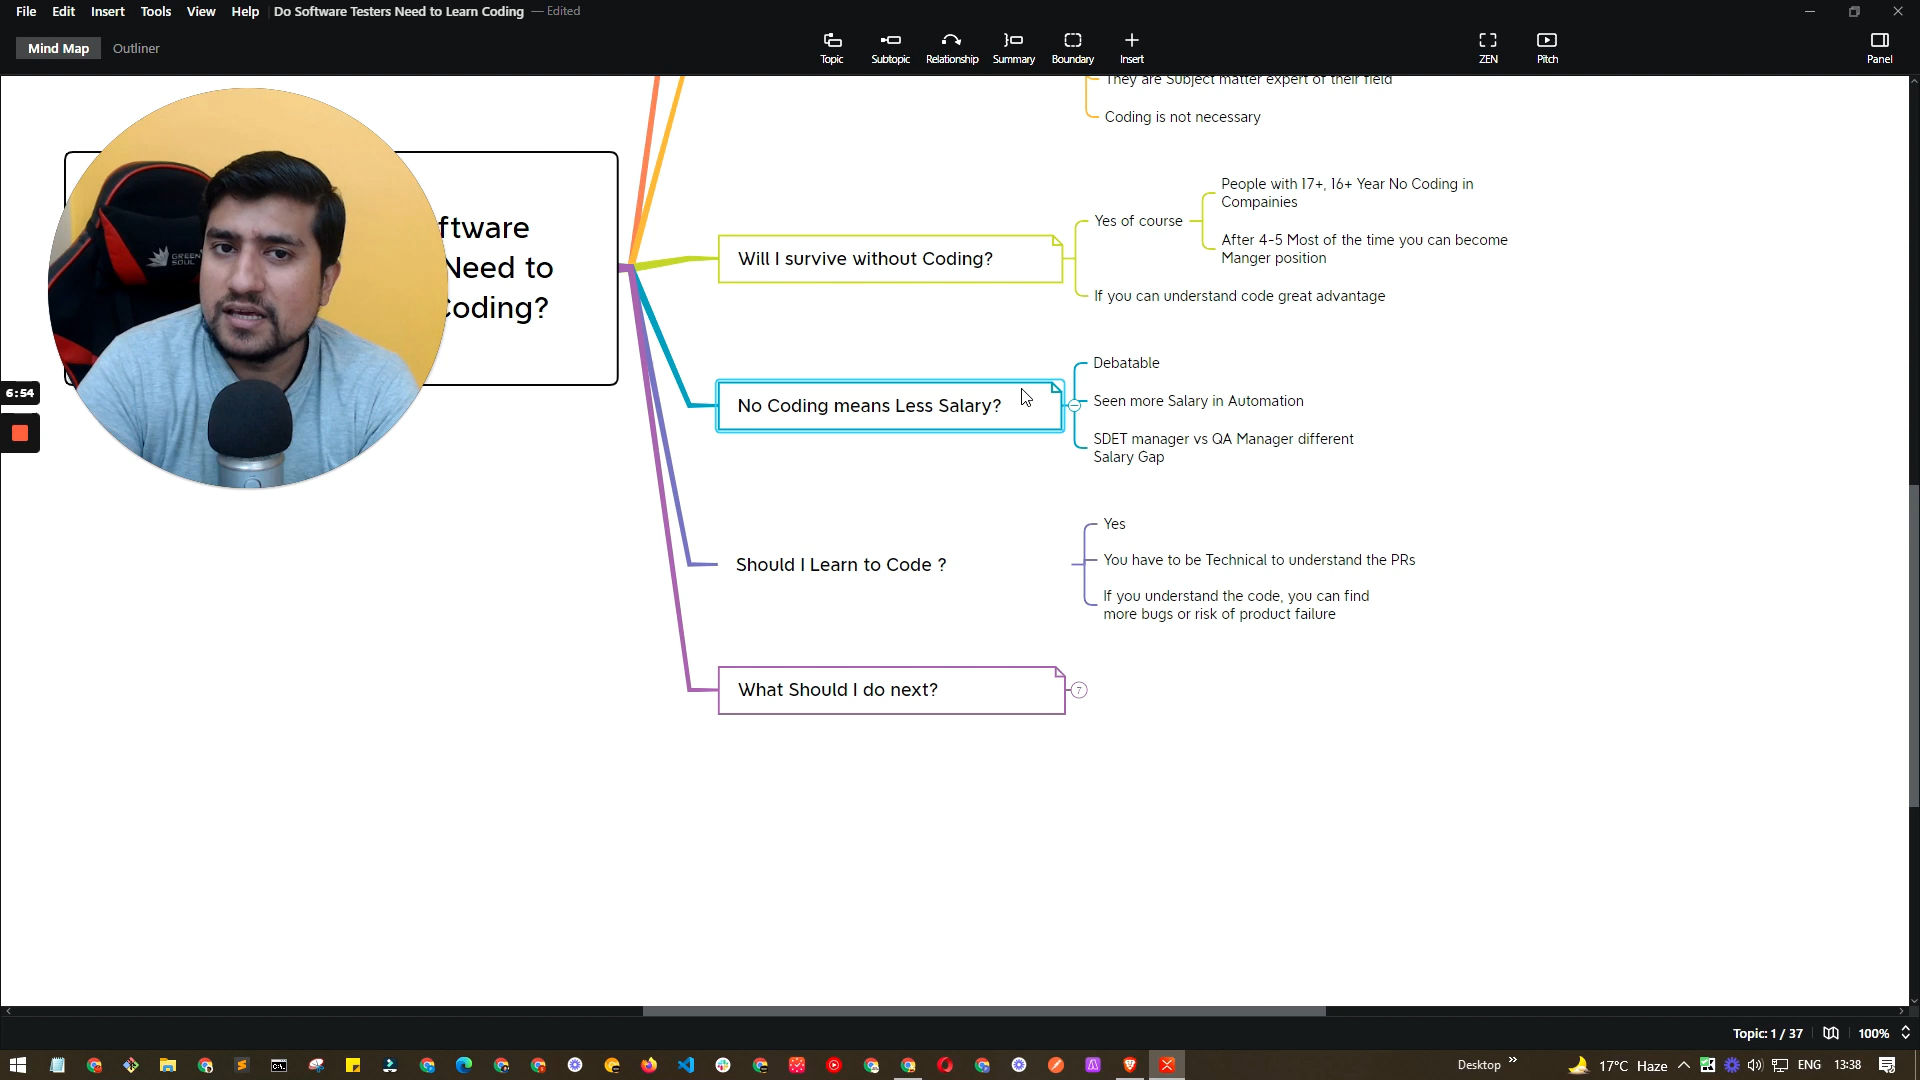 File Edit Insert Tools View Help Do Software Testers Need to Learn Coding — Edited
Mind Map Outliner
Topic Subtopic Relationship Summary Boundary Insert ZEN Pitch Panel
They are Subject matter expert of their field
Coding is not necessary
ftware
Need to
Coding?
GREEN
SOUL
Will I survive without Coding?
Yes of course
People with 17+, 16+ Year No Coding in
Compainies
After 4-5 Most of the time you can become
Manger position
If you can understand code great advantage
6:54
No Coding means Less Salary?
Debatable
Seen more Salary in Automation
SDET manager vs QA Manager different
Salary Gap
Should I Learn to Code ?
Yes
You have to be Technical to understand the PRs
If you understand the code, you can find
more bugs or risk of product failure
What Should I do next?
7
Topic: 1 / 37 100%
Desktop 17°C Haze ENG 13:38